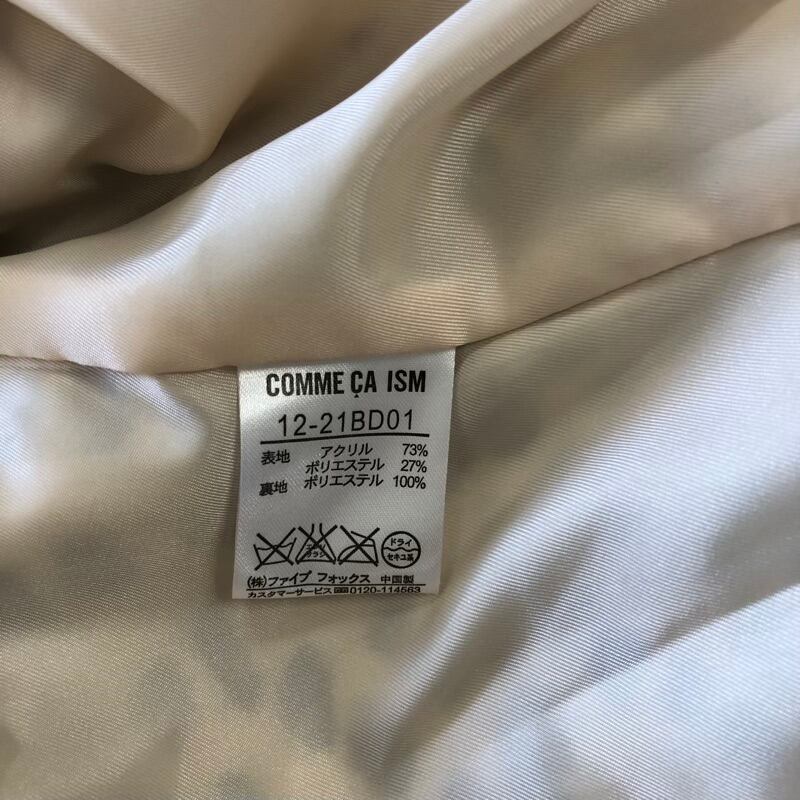 COMME ÇA ISM
12-21BD01
表地 アクリル 73%
ポリエステル 27%
裏地 ポリエステル 100%
ドライ
セキユ系
(株)ファイブ フォックス 中国製
カスタマーサービス 0120-114563